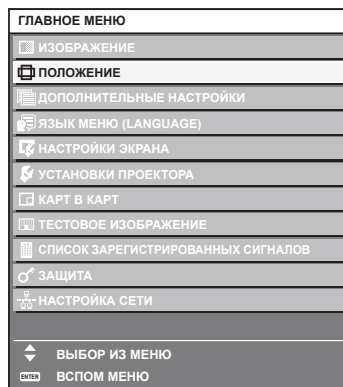 ГЛАВНОЕ МЕНЮ
ИЗОБРАЖЕНИЕ
ПОЛОЖЕНИЕ
ДОПОЛНИТЕЛЬНЫЕ НАСТРОЙКИ
ЯЗЫК МЕНЮ (LANGUAGE)
НАСТРОЙКИ ЭКРАНА
УСТАНОВКИ ПРОЕКТОРА
КАРТ В КАРТ
ТЕСТОВОЕ ИЗОБРАЖЕНИЕ
СПИСОК ЗАРЕГИСТРИРОВАННЫХ СИГНАЛОВ
ЗАЩИТА
НАСТРОЙКА СЕТИ
ВЫБОР ИЗ МЕНЮ
ENTER ВСПОМ МЕНЮ